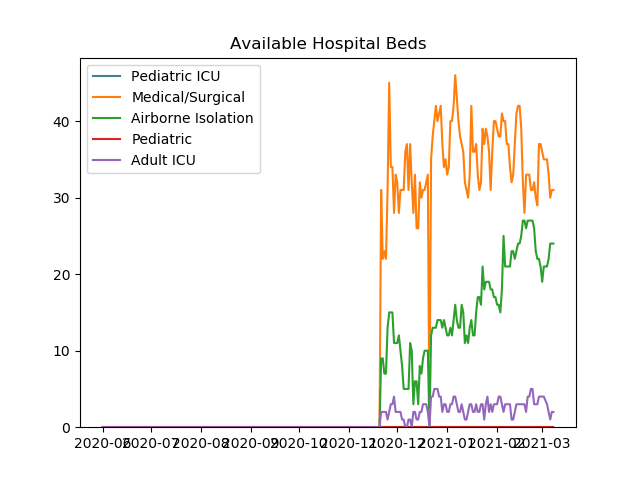 Available Hospital Beds
Pediatric ICU
Medical/Surgical
Airborne Isolation
Pediatric
Adult ICU
40
30
20
10
0
2020-06 2020-07 2020-08 2020-09 2020-10 2020-11 2020-12 2021-01 2021-02 2021-03